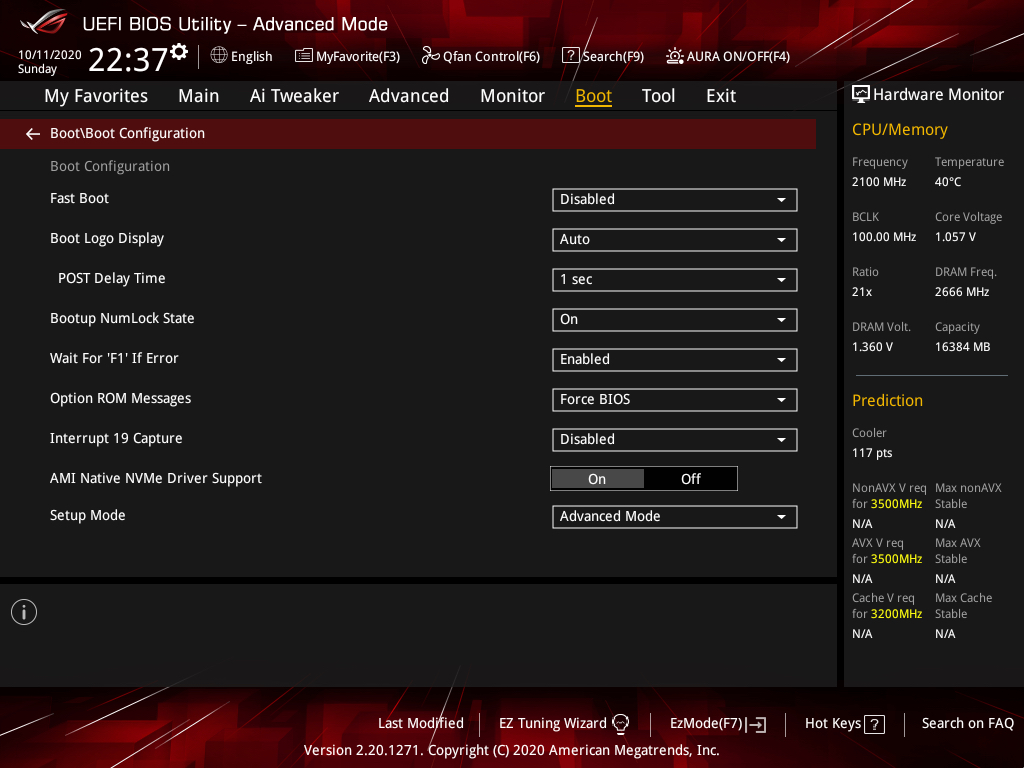 UEFI BIOS Utility – Advanced Mode
10/11/2020
Sunday
22:37
English
MyFavorite(F3)
Qfan Control(F6)
? Search(F9)
AURA ON/OFF(F4)
My Favorites Main Ai Tweaker Advanced Monitor Boot Tool Exit
Boot\Boot Configuration
Boot Configuration
Fast Boot Disabled
Boot Logo Display Auto
POST Delay Time 1 sec
Bootup NumLock State On
Wait For 'F1' If Error Enabled
Option ROM Messages Force BIOS
Interrupt 19 Capture Disabled
AMI Native NVMe Driver Support On Off
Setup Mode Advanced Mode
Hardware Monitor
CPU/Memory
Frequency Temperature
2100 MHz 40°C
BCLK Core Voltage
100.00 MHz 1.057 V
Ratio DRAM Freq.
21x 2666 MHz
DRAM Volt. Capacity
1.360 V 16384 MB
Prediction
Cooler
117 pts
NonAVX V req Max nonAVX
for 3500MHz Stable
N/A N/A
AVX V req Max AVX
for 3500MHz Stable
N/A N/A
Cache V req Max Cache
for 3200MHz Stable
N/A N/A
Last Modified EZ Tuning Wizard EzMode(F7) Hot Keys ? Search on FAQ
Version 2.20.1271. Copyright (C) 2020 American Megatrends, Inc.